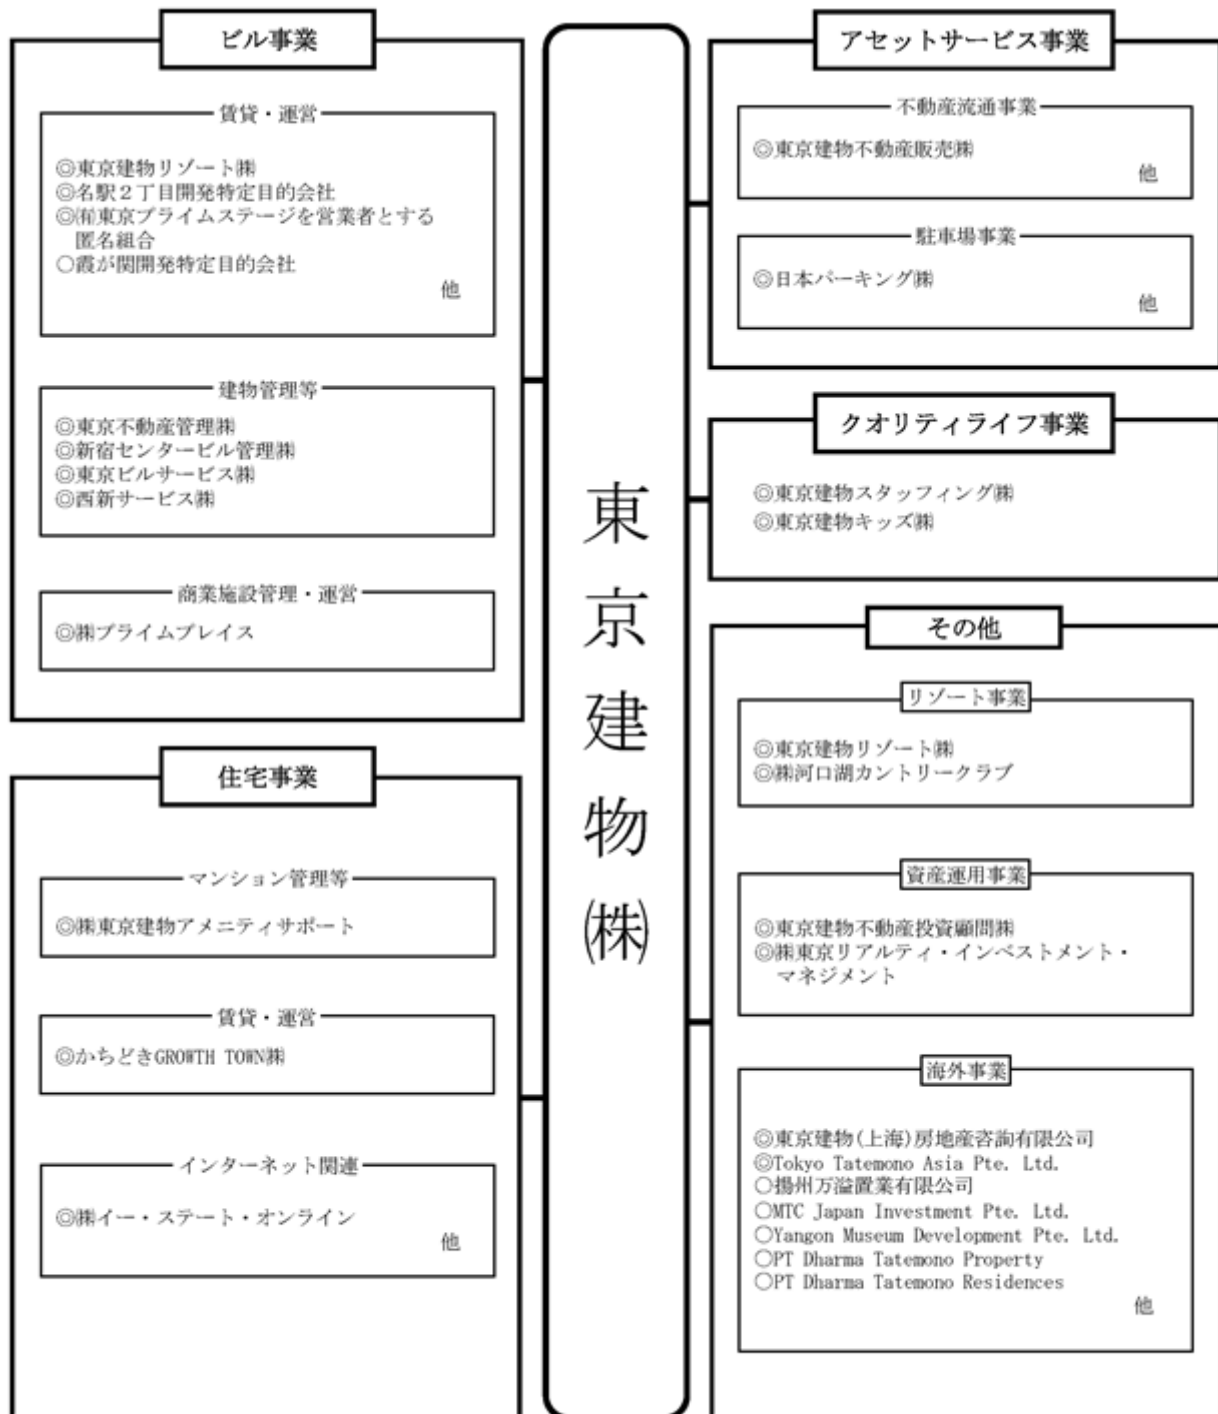 ビル事業
賃貸・運営
◎東京建物リゾート㈱
◎名駅２丁目開発特定目的会社
◎㈲東京プライムステージを営業者とする
匿名組合
○霞が関開発特定目的会社
他
建物管理等
◎東京不動産管理㈱
◎新宿センタービル管理㈱
◎東京ビルサービス㈱
◎西新サービス㈱
商業施設管理・運営
◎㈱プライムプレイス
住宅事業
マンション管理等
◎㈱東京建物アメニティサポート
賃貸・運営
◎かちどきGROWTH TOWN㈱
インターネット関連
◎㈱イー・ステート・オンライン
他
東京建物㈱
アセットサービス事業
不動産流通事業
◎東京建物不動産販売㈱
他
駐車場事業
◎日本パーキング㈱
他
クオリティライフ事業
◎東京建物スタッフィング㈱
◎東京建物キッズ㈱
その他
リゾート事業
◎東京建物リゾート㈱
◎㈱河口湖カントリークラブ
資産運用事業
◎東京建物不動産投資顧問㈱
◎㈱東京リアルティ・インベストメント・
マネジメント
海外事業
◎東京建物(上海)房地産咨詢有限公司
◎Tokyo Tatemono Asia Pte. Ltd.
○揚州万溢置業有限公司
○MTC Japan Investment Pte. Ltd.
○Yangon Museum Development Pte. Ltd.
○PT Dharma Tatemono Property
○PT Dharma Tatemono Residences
他